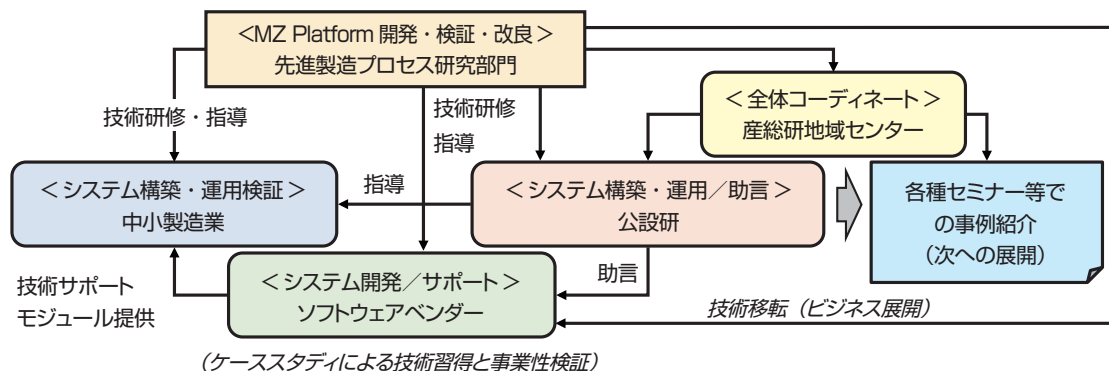 ＜MZ Platform 開発・検証・改良＞
先進製造プロセス研究部門
技術研修・指導
技術研修
指導
＜全体コーディネート＞
産総研地域センター
＜システム構築・運用検証＞
中小製造業
指導
＜システム構築・運用／助言＞
公設研
各種セミナー等で
の事例紹介
（次への展開）
技術サポート
モジュール提供
＜システム開発／サポート＞
ソフトウェアベンダー
助言
技術移転（ビジネス展開）
（ケーススタディによる技術習得と事業性検証）